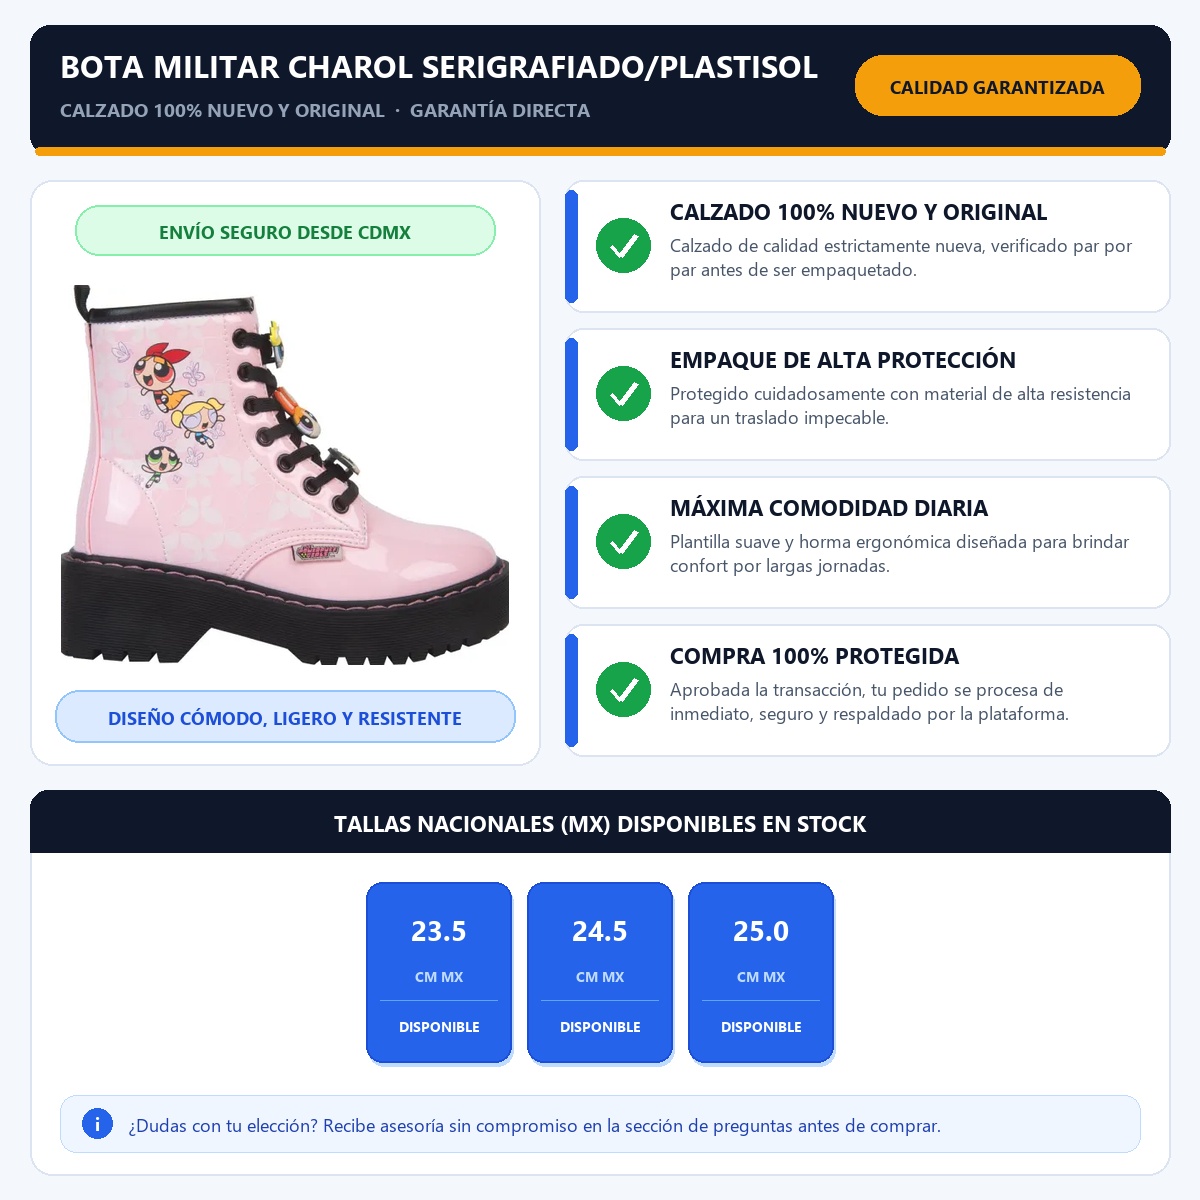 BOTA MILITAR CHAROL SERIGRAFIADO/PLASTISOL
CALZADO 100% NUEVO Y ORIGINAL · GARANTÍA DIRECTA
CALIDAD GARANTIZADA
ENVÍO SEGURO DESDE CDMX
DISEÑO CÓMODO, LIGERO Y RESISTENTE
CALZADO 100% NUEVO Y ORIGINAL
Calzado de calidad estrictamente nueva, verificado par por
par antes de ser empaquetado.
EMPAQUE DE ALTA PROTECCIÓN
Protegido cuidadosamente con material de alta resistencia
para un traslado impecable.
MÁXIMA COMODIDAD DIARIA
Plantilla suave y horma ergonómica diseñada para brindar
confort por largas jornadas.
COMPRA 100% PROTEGIDA
Aprobada la transacción, tu pedido se procesa de
inmediato, seguro y respaldado por la plataforma.
TALLAS NACIONALES (MX) DISPONIBLES EN STOCK
23.5
CM MX
DISPONIBLE
24.5
CM MX
DISPONIBLE
25.0
CM MX
DISPONIBLE
¿Dudas con tu elección? Recibe asesoría sin compromiso en la sección de preguntas antes de comprar.